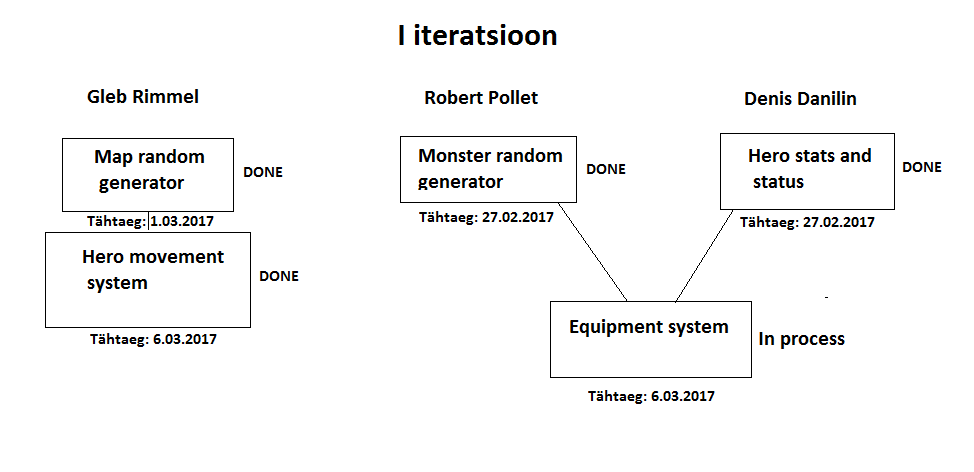 I iteratsioon
Gleb Rimmel
Map random
generator
DONE
Tähtaeg: 1.03.2017
Hero movement
system
DONE
Tähtaeg: 6.03.2017
Robert Pollet
Monster random
generator
DONE
Tähtaeg: 27.02.2017
Denis Danilin
Hero stats and
status
DONE
Tähtaeg: 27.02.2017
Equipment system
In process
Tähtaeg: 6.03.2017